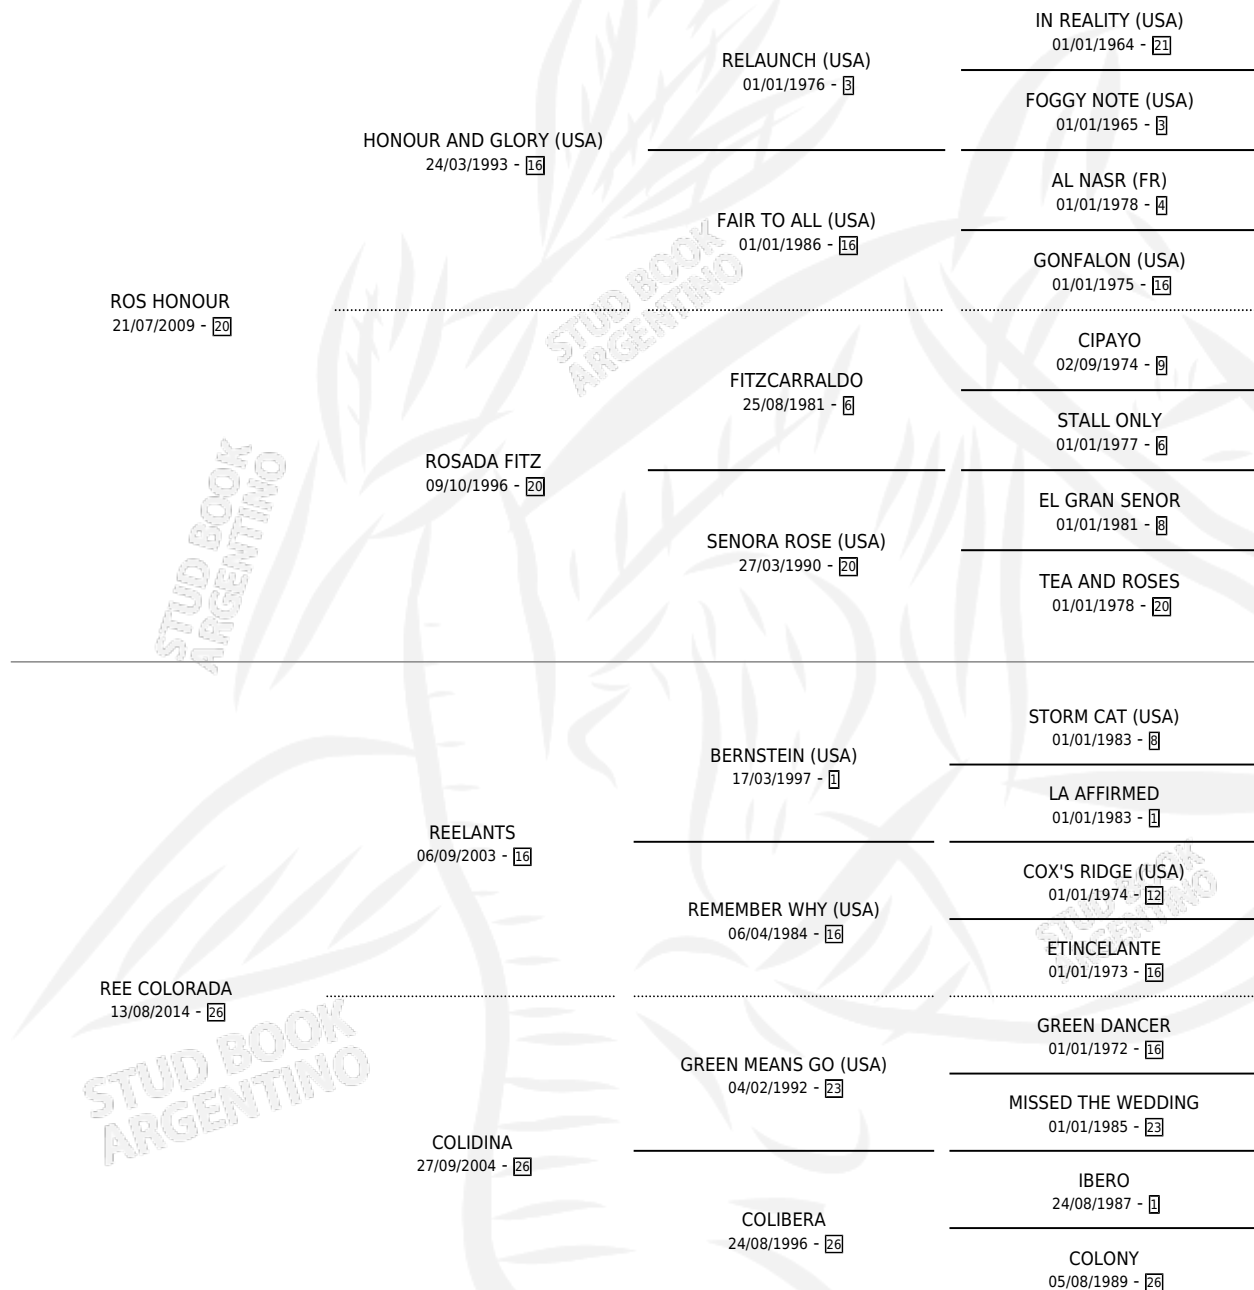 IN REALITY (USA)
01/01/1964 - 21
RELAUNCH (USA)
01/01/1976 - 3
FOGGY NOTE (USA)
01/01/1965 - 3
HONOUR AND GLORY (USA)
24/03/1993 - 16
AL NASR (FR)
01/01/1978 - 4
FAIR TO ALL (USA)
01/01/1986 - 16
GONFALON (USA)
01/01/1975 - 16
ROS HONOUR
21/07/2009 - 20
STUD BOOK
ARGENTINO
CIPAYO
02/09/1974 - 9
FITZCARRALDO
25/08/1981 - 6
STALL ONLY
01/01/1977 - 6
ROSADA FITZ
09/10/1996 - 20
EL GRAN SENOR
01/01/1981 - 8
SENORA ROSE (USA)
27/03/1990 - 20
TEA AND ROSES
01/01/1978 - 20
STUD BOOK
ARGENTINO
STORM CAT (USA)
01/01/1983 - 8
BERNSTEIN (USA)
17/03/1997 - 1
LA AFFIRMED
01/01/1983 - 1
REELANTS
06/09/2003 - 16
COX'S RIDGE (USA)
01/01/1974 - 12
REMEMBER WHY (USA)
06/04/1984 - 16
STUD BOOK
ARGENTINO
ETINCELANTE
01/01/1973 - 16
REE COLORADA
13/08/2014 - 26
GREEN DANCER
01/01/1972 - 16
GREEN MEANS GO (USA)
04/02/1992 - 23
MISSED THE WEDDING
01/01/1985 - 23
STUD BOOK
ARGENTINO
COLIDINA
27/09/2004 - 26
IBERO
24/08/1987 - 1
COLIBERA
24/08/1996 - 26
COLONY
05/08/1989 - 26